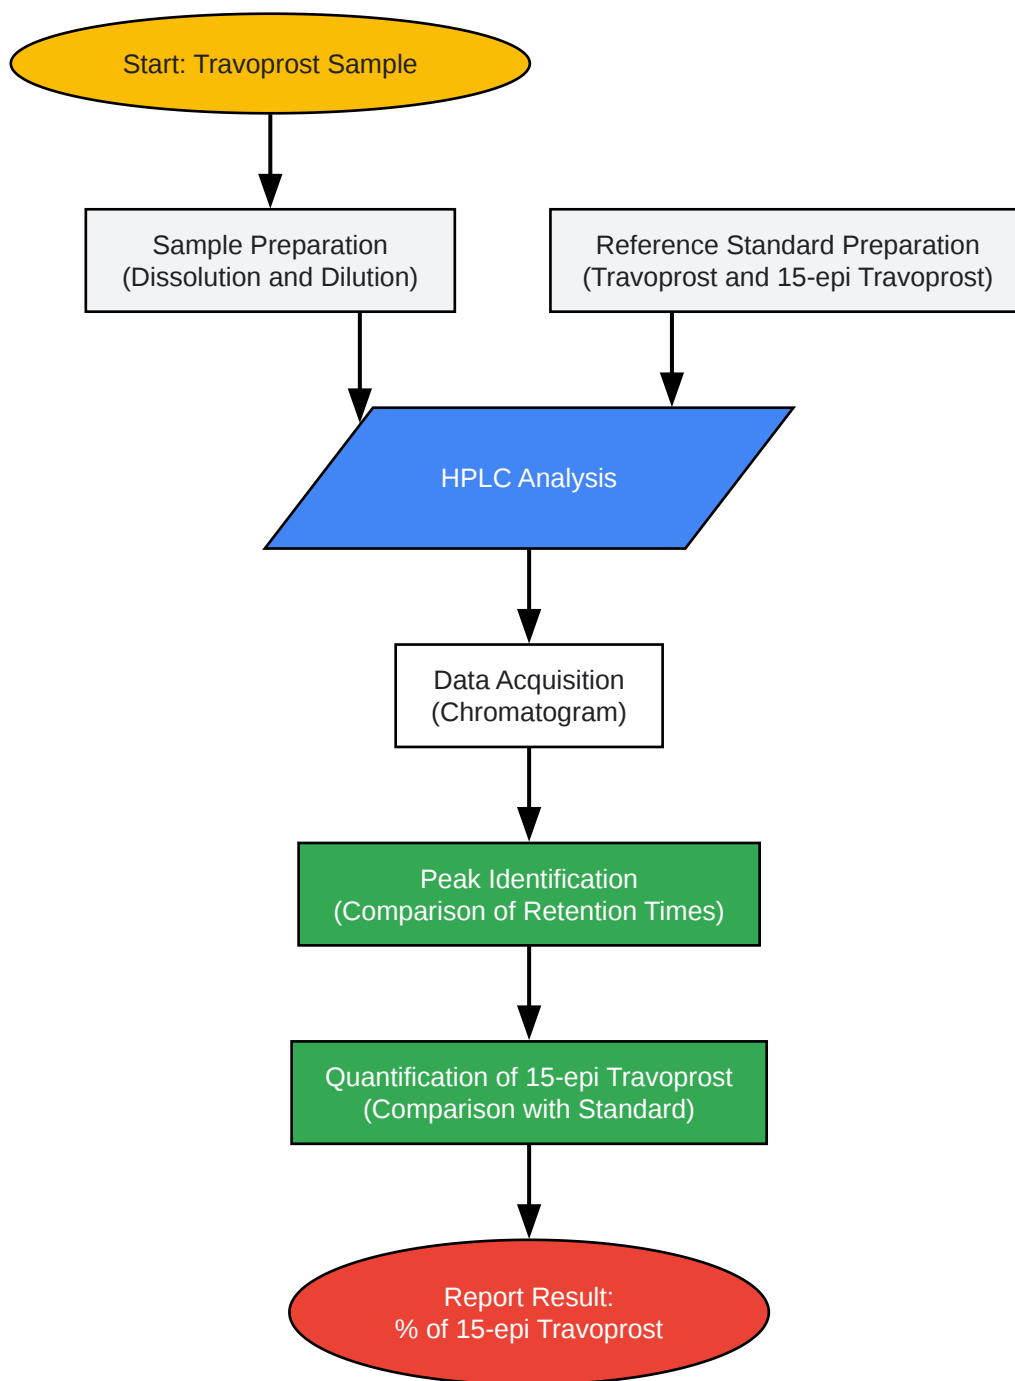 Start: Travoprost Sample
Sample Preparation
(Dissolution and Dilution)
Reference Standard Preparation
(Travoprost and 15-epi Travoprost)
HPLC Analysis
Data Acquisition
(Chromatogram)
Peak Identification
(Comparison of Retention Times)
Quantification of 15-epi Travoprost
(Comparison with Standard)
Report Result:
% of 15-epi Travoprost